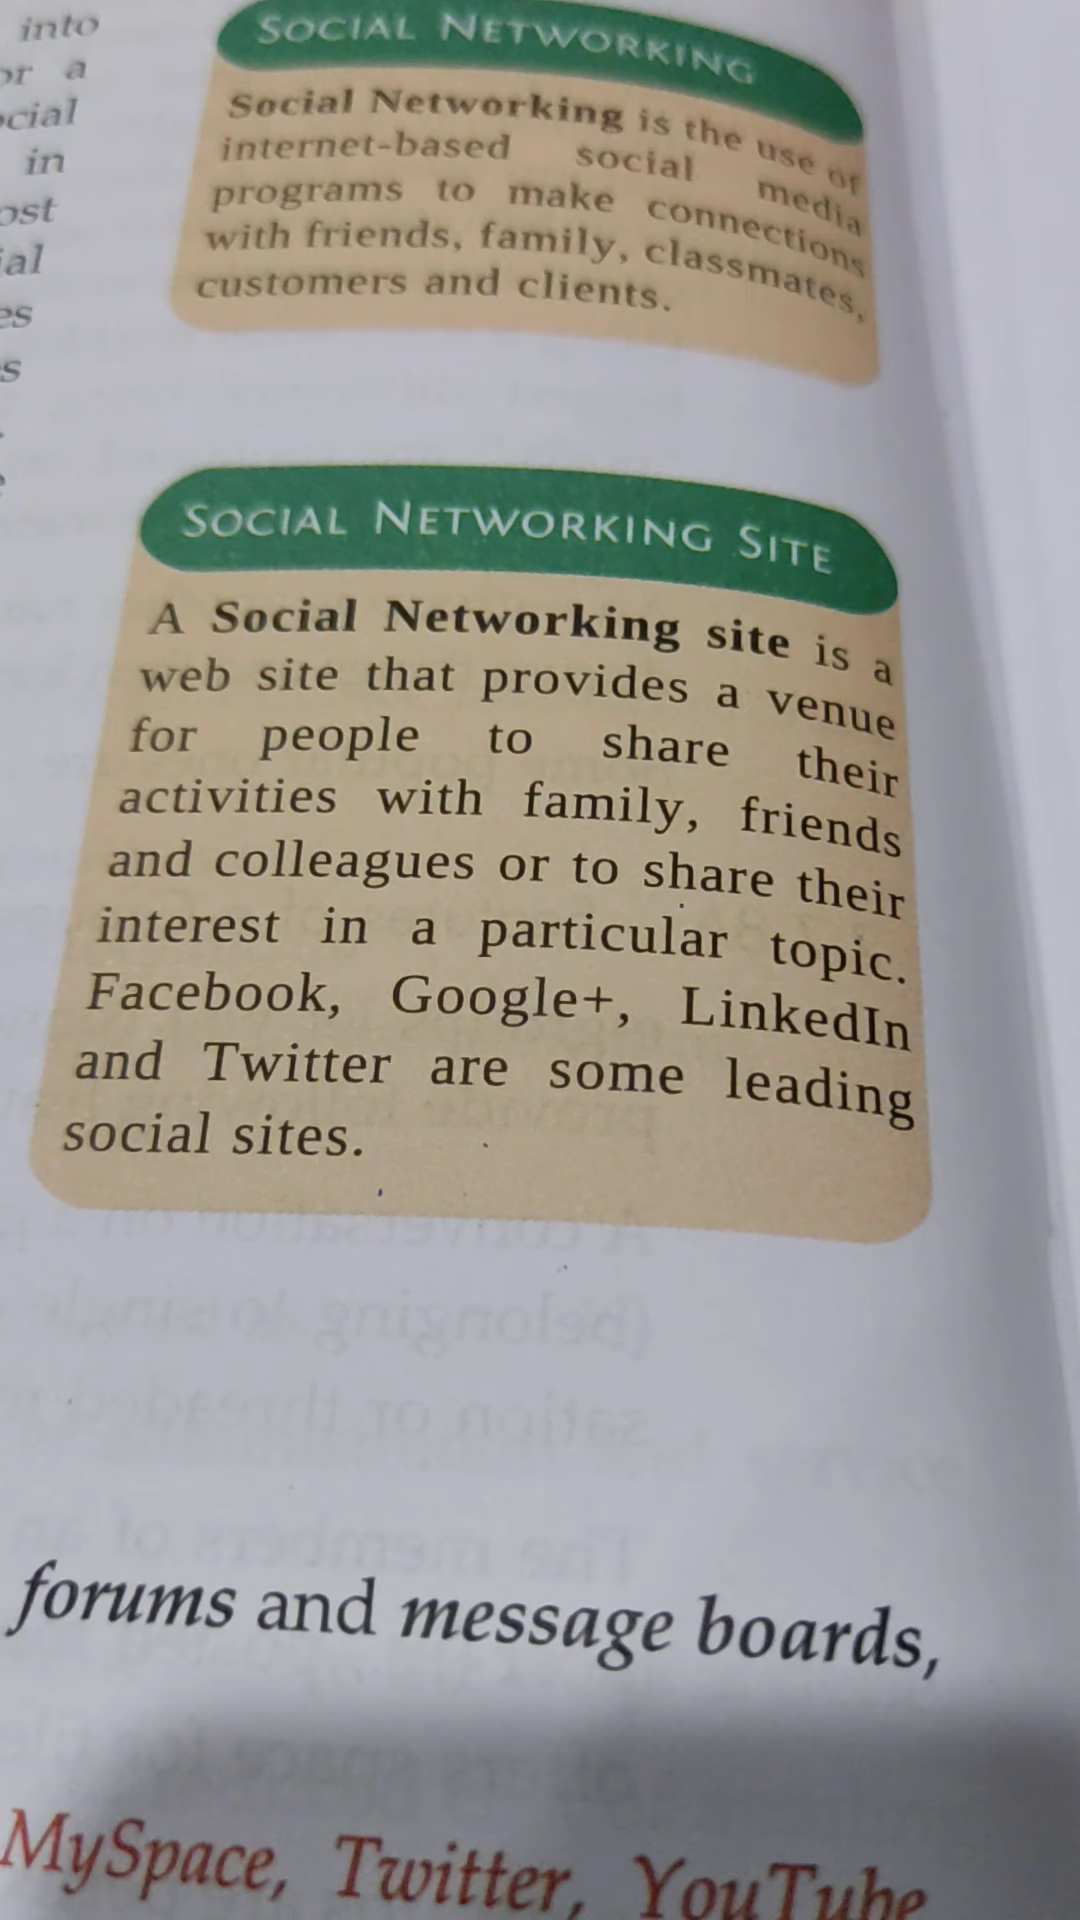 into
or a
cial
in
ost
ial
es
s
SOCIAL NETWORKING
Social Networking is the use of
internet-based social media
programs to make connections
with friends, family, classmates,
customers and clients.
SOCIAL NETWORKING SITE
A Social Networking site is a
web site that provides a venue
for people to share their
activities with family, friends
and colleagues or to share their
interest in a particular topic.
Facebook, Google+, LinkedIn
and Twitter are some leading
social sites.
forums and message boards,
MySpace, Twitter, YouTube